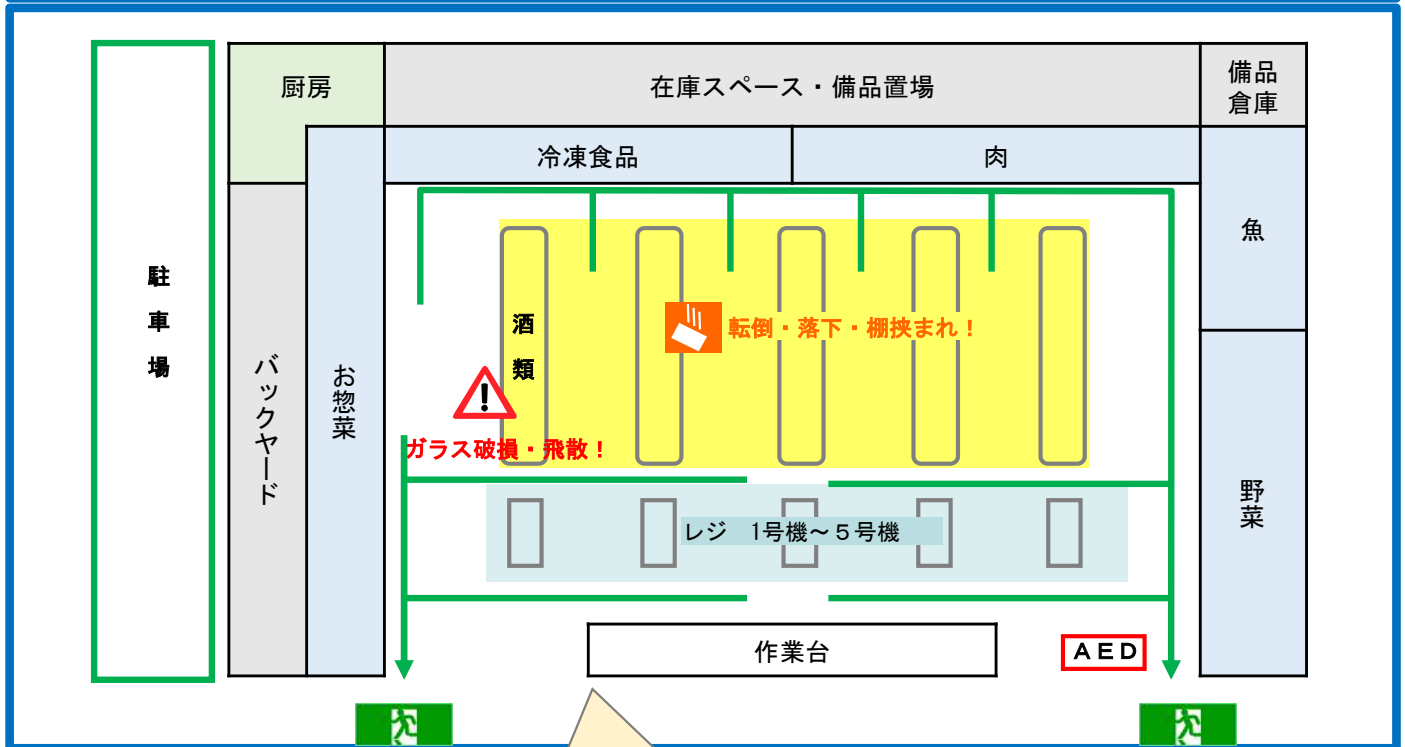 厨房
在庫スペース・備品置場
備品
倉庫
冷凍食品
肉
魚
駐車場
酒類
転倒・落下・棚挟まれ！
バックヤード
お惣菜
ガラス破損・飛散！
野菜
レジ　1号機～５号機
作業台
ＡＥＤ